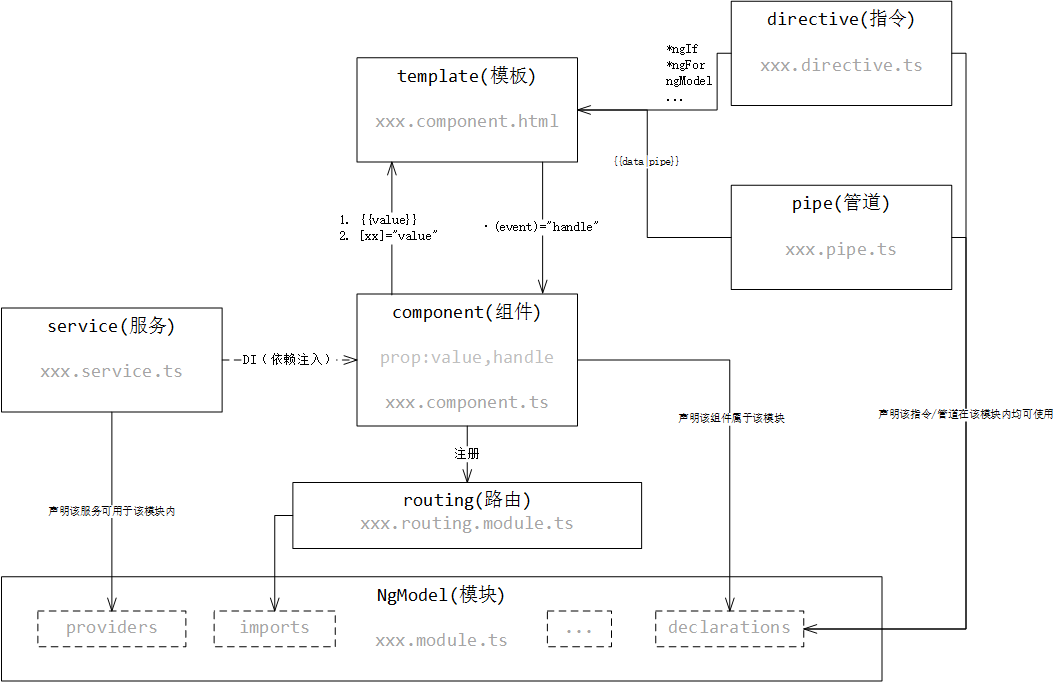 directive(指令)
xxx.directive.ts
*ngIf
*ngFor
ngModel
...
template(模板)
xxx.component.html
{{data|pipe}}
pipe(管道)
xxx.pipe.ts
1. {{value}}
2. [xx]="value"
· (event)="handle"
service(服务)
xxx.service.ts
DI（依赖注入）
component(组件)
prop:value,handle
xxx.component.ts
声明该组件属于该模块
声明该指令/管道在该模块内均可使用
注册
routing(路由)
xxx.routing.module.ts
声明该服务可用于该模块内
NgModel(模块)
providers
imports
xxx.module.ts
...
declarations